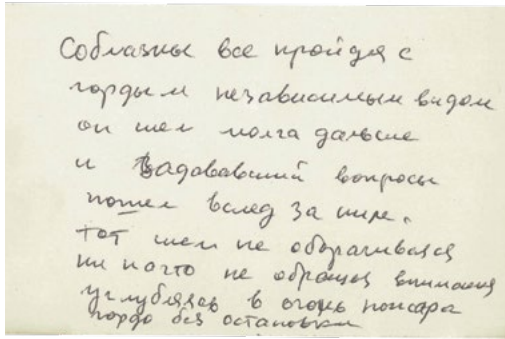 Соблазны все пройдя с
гордым независимым видом
он шел молча дальше
и задававший вопросы
пошел вслед за
тот шел не оборачиваясь
ни на что не обращая внимания
углубляясь в огонь пожара
гордо без остановки